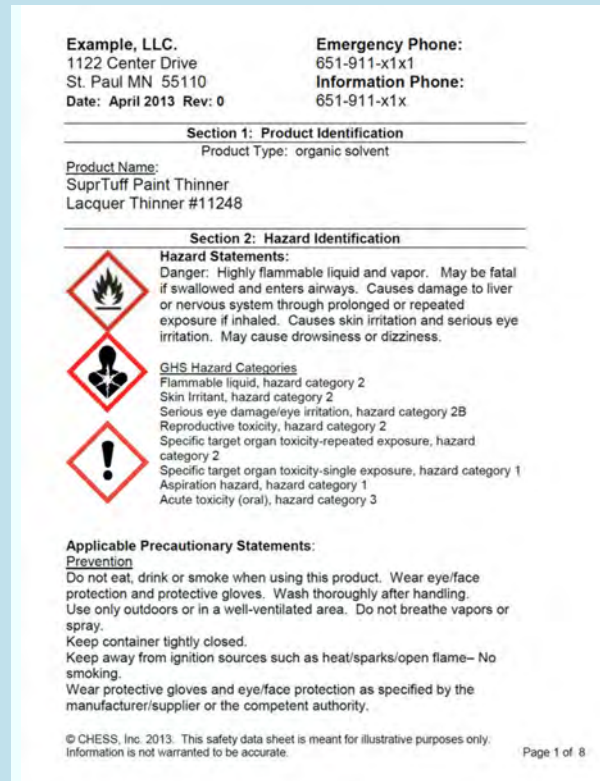 Example, LLC.
1122 Center Drive
St. Paul MN  55110
Date:  April 2013  Rev: 0
Emergency Phone:
651-911-x1x1
Information Phone:
651-911-x1x
Section 1:  Product Identification
Product Type:  organic solvent
Product Name:
SuprTuff Paint Thinner
Lacquer Thinner #11248
Section 2:  Hazard Identification
Hazard Statements:
Danger:  Highly flammable liquid and vapor.   May be fatal
if swallowed and enters airways.  Causes damage to liver
or nervous system through prolonged or repeated
exposure if inhaled.  Causes skin irritation and serious eye
irritation.  May cause drowsiness or dizziness.
GHS Hazard Categories
Flammable liquid, hazard category 2
Skin Irritant, hazard category 2
Serious eye damage/eye irritation, hazard category 2B
Reproductive toxicity, hazard category 2
Specific target organ toxicity-repeated exposure, hazard
category 2
Specific target organ toxicity-single exposure, hazard category 1
Aspiration hazard, hazard category 1
Acute toxicity (oral), hazard category 3
Applicable Precautionary Statements:
Prevention
Do not eat, drink or smoke when using this product.  Wear eye/face
protection and protective gloves.  Wash thoroughly after handling.
Use only outdoors or in a well-ventilated area.  Do not breathe vapors or
spray.
Keep container tightly closed.
Keep away from ignition sources such as heat/sparks/open flame– No
smoking.
Wear protective gloves and eye/face protection as specified by the
manufacturer/supplier or the competent authority.
© CHESS, Inc. 2013.  This safety data sheet is meant for illustrative purposes only.
Information is not warranted to be accurate.
Page 1 of  8